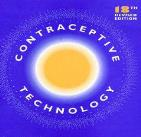 18TH
REVISED
EDITION
CONTRACEPTIVE
TECHNOLOGY